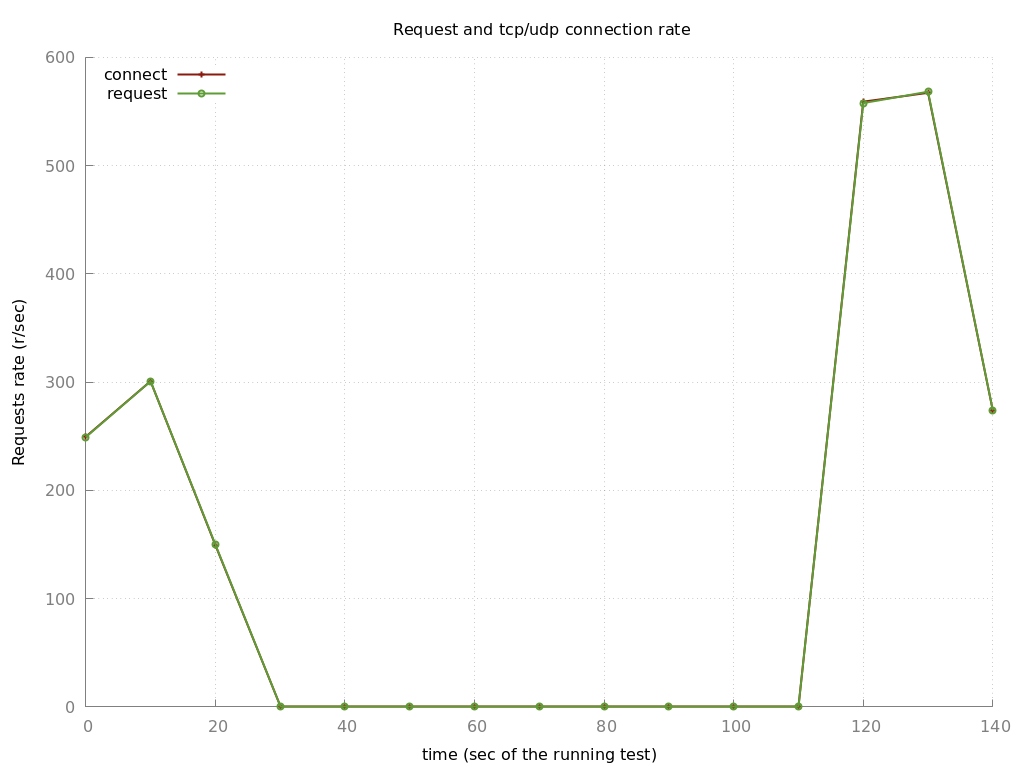 Request and tcp/udp connection rate
600
500
400
300
200
100
0
connect
request
Requests rate (r/sec)
0 20 40 60 80 100 120 140
time (sec of the running test)